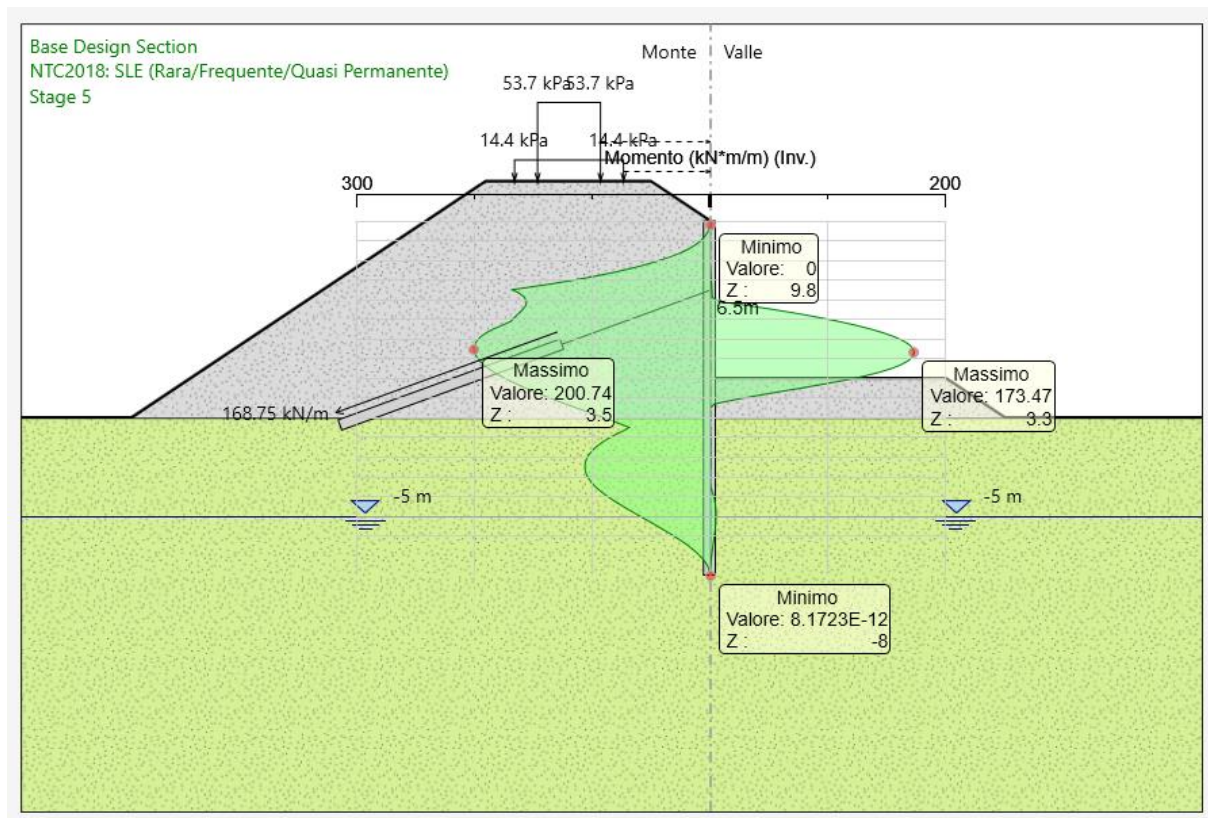 Base Design Section
NTC2018: SLE (Rara/Frequente/Quasi Permanente)
Stage 5
Monte
Valle
53.7 kPa
53.7 kPa
14.4 kPa
14.4 kPa
Momento (kN*m/m) (Inv.)
300
200
Minimo
Valore: 0
Z : 9.8
6.5m
Massimo
Valore: 200.74
Z : 3.5
Massimo
Valore: 173.47
Z : 3.3
168.75 kN/m
-5 m
-5 m
Minimo
Valore: 8.1723E-12
Z : -8